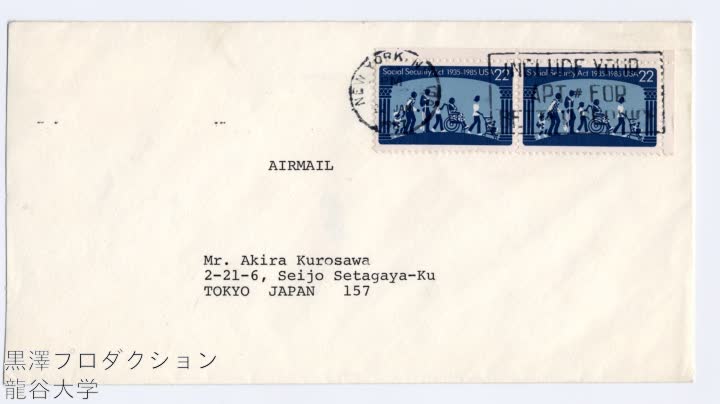 NEW YORK, N
JAN
Social Security Act 1935-1985 USA 22
Social Security Act 1935-1985 USA 22
INCLUDE YOUR
APT # FOR
AIRMAIL
Mr. Akira Kurosawa
2-21-6, Seijo Setagaya-Ku
TOKYO JAPAN 157
黒澤プロダクション
龍谷大学